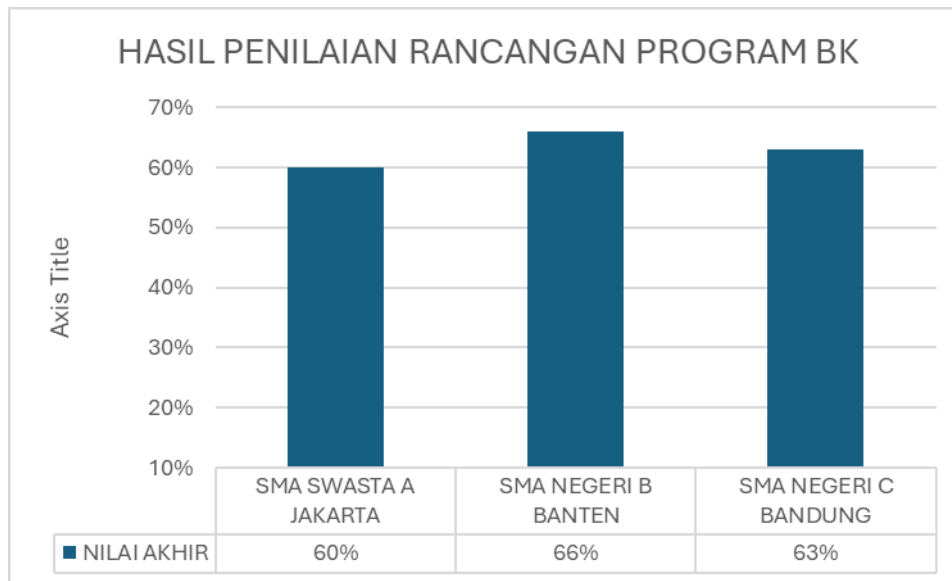 HASIL PENILAIAN RANCANGAN PROGRAM BK
70%
60%
50%
40%
30%
20%
10%
Axis Title
SMA SWASTA A JAKARTA
SMA NEGERI B BANTEN
SMA NEGERI C BANDUNG
NILAI AKHIR
60%
66%
63%